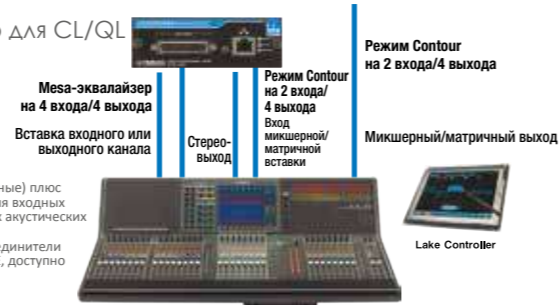 для CL/QL
Mesa-эквалайзер
на 4 входа/4 выхода
Вставка входного или
выходного канала
Стерео-
выход
Режим Contour
на 2 входа/
4 выхода
Вход
микшерной/
матричной
вставки
Режим Contour
на 2 входа/4 выхода
Микшерный/матричный выход
ные) плюс
ия входных
х акустических
единители
, доступно
Lake Controller